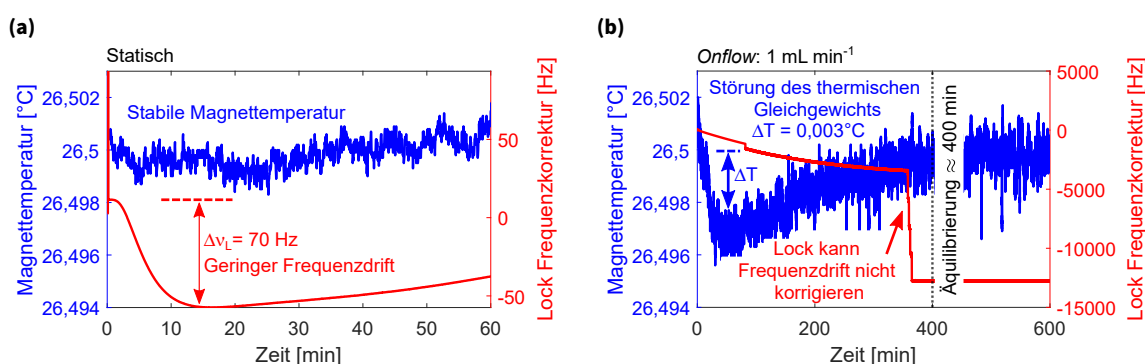 (a)
Statisch
Magnettemperatur [°C]
26,502
26,5
26,498
26,496
26,494
Stabile Magnettemperatur
Δν_L= 70 Hz
Geringer Frequenzdrift
50
0
-50
Lock Frequenzkorrektur [Hz]
0
10
20
30
40
50
60
Zeit [min]
(b)
Onflow: 1 mL min⁻¹
Magnettemperatur [°C]
26,502
26,5
26,498
26,496
26,494
Störung des thermischen
Gleichgewichts
ΔT = 0,003°C
ΔT
Lock kann
Frequenzdrift nicht
korrigieren
Äquilibrierung ≈ 400 min
5000
0
-5000
-10000
-15000
Lock Frequenzkorrektur [Hz]
0
200
400
600
Zeit [min]